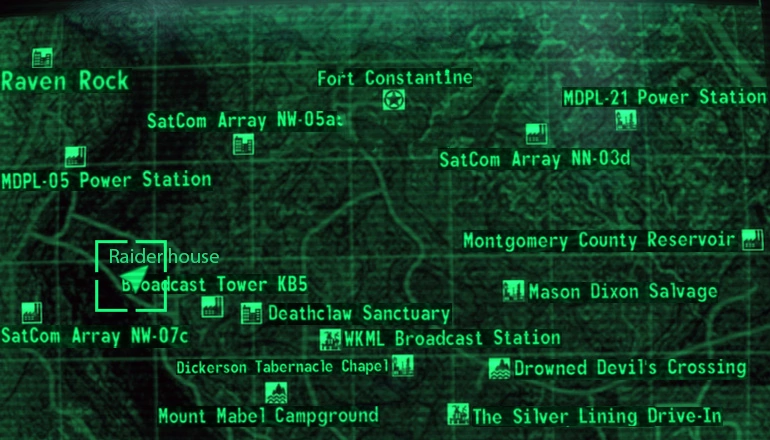 Raven Rock
Fort Constantine
MDPL-21 Power Station
SatCom Array NW-05a
SatCom Array NN-03d
MDPL-05 Power Station
Montgomery County Reservoir
Raider house
Broadcast Tower KB5
Mason Dixon Salvage
Deathclaw Sanctuary
SatCom Array NW-07c
WKML Broadcast Station
Dickerson Tabernacle Chapel
Drowned Devil's Crossing
Mount Mabel Campground
The Silver Lining Drive-In